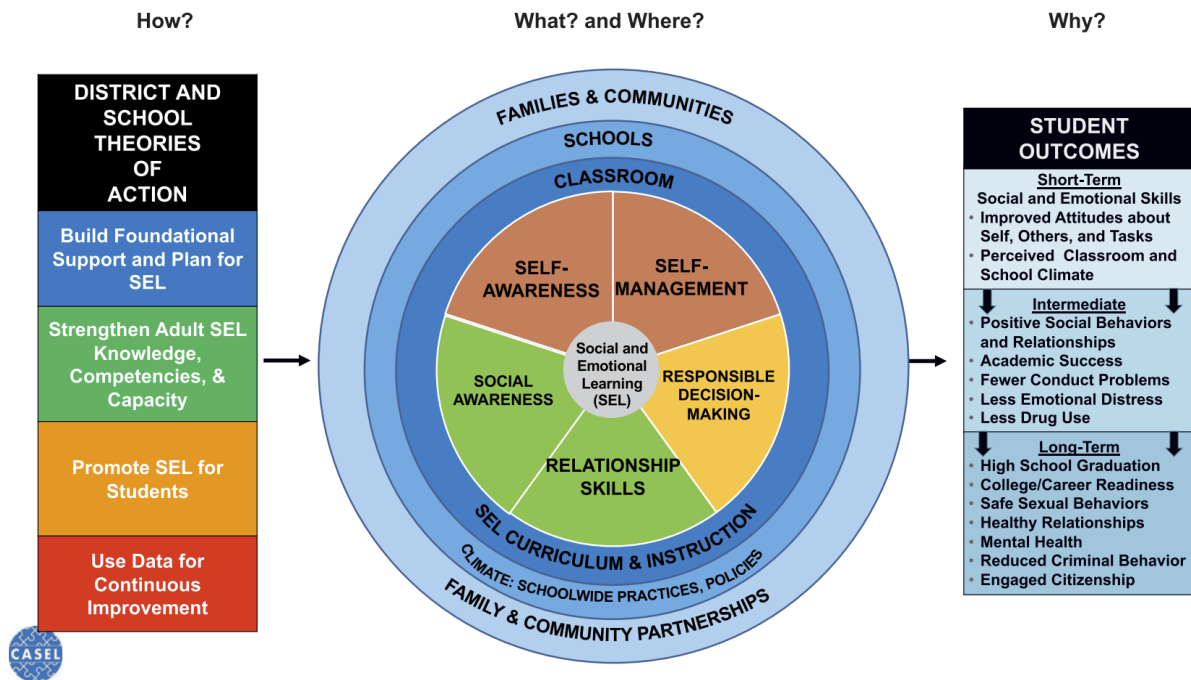 How?
What? and Where?
Why?
DISTRICT AND
SCHOOL
THEORIES
OF
ACTION
Build Foundational
Support and Plan for
SEL
Strengthen Adult SEL
Knowledge,
Competencies, &
Capacity
Promote SEL for
Students
Use Data for
Continuous
Improvement
CASEL
FAMILIES & COMMUNITIES
SCHOOLS
CLASSROOM
SELF-
AWARENESS
SELF-
MANAGEMENT
SOCIAL
AWARENESS
Social and
Emotional
Learning
(SEL)
RESPONSIBLE
DECISION-
MAKING
RELATIONSHIP
SKILLS
SEL CURRICULUM & INSTRUCTION
CLIMATE: SCHOOLWIDE PRACTICES, POLICIES
FAMILY & COMMUNITY PARTNERSHIPS
STUDENT
OUTCOMES
Short-Term
Social and Emotional Skills
• Improved Attitudes about
Self, Others, and Tasks
• Perceived Classroom and
School Climate
Intermediate
• Positive Social Behaviors
and Relationships
• Academic Success
• Fewer Conduct Problems
• Less Emotional Distress
• Less Drug Use
Long-Term
• High School Graduation
• College/Career Readiness
• Safe Sexual Behaviors
• Healthy Relationships
• Mental Health
• Reduced Criminal Behavior
• Engaged Citizenship